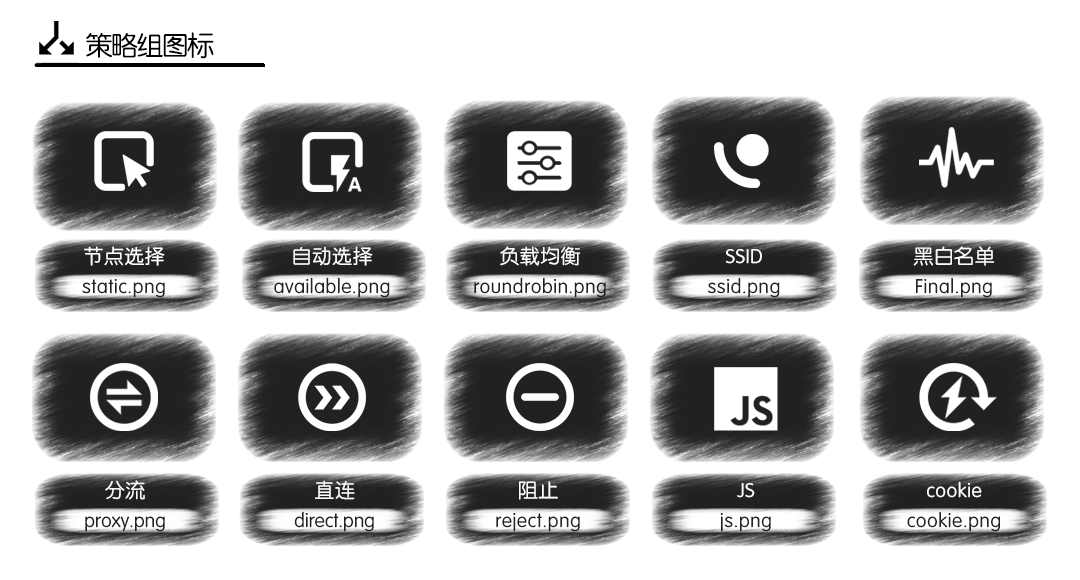 策略组图标
A
节点选择
static.png
自动选择
available.png
负载均衡
roundrobin.png
SSID
ssid.png
黑白名单
Final.png
JS
分流
proxy.png
直连
direct.png
阻止
reject.png
JS
js.png
cookie
cookie.png